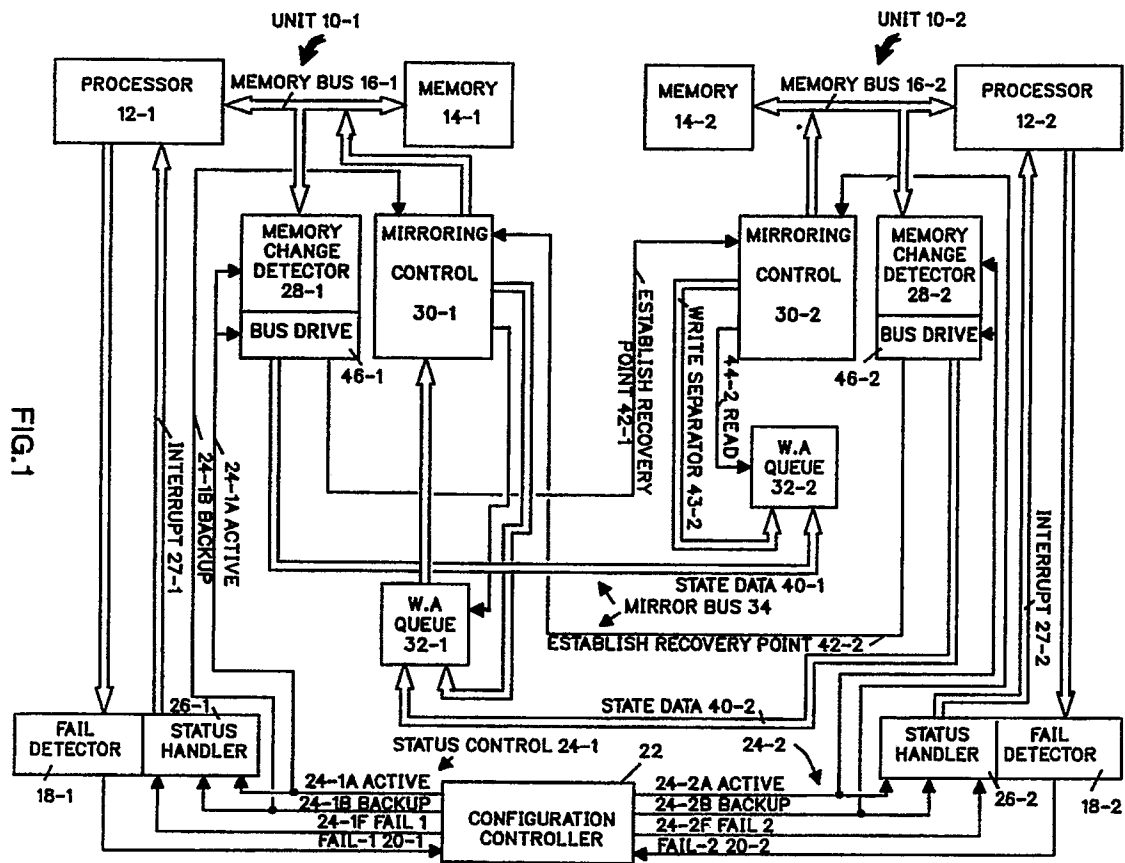 UNIT 10-1
UNIT 10-2
PROCESSOR
12-1
MEMORY BUS 16-1
MEMORY
14-1
MEMORY
14-2
MEMORY BUS 16-2
PROCESSOR
12-2
MEMORY
CHANGE
DETECTOR
28-1
BUS DRIVE
46-1
MIRRORING
CONTROL
30-1
MIRRORING
CONTROL
30-2
MEMORY
CHANGE
DETECTOR
28-2
BUS DRIVE
46-2
ESTABLISH RECOVERY
POINT 42-1
WRITE SEPARATOR 43-2
44-2 READ
W.A
QUEUE
32-2
FIG.1
INTERRUPT 27-1
24-1B BACKUP
24-1A ACTIVE
INTERRUPT 27-2
STATE DATA 40-1
MIRROR BUS 34
W.A
QUEUE
32-1
ESTABLISH RECOVERY POINT 42-2
STATE DATA 40-2
26-1
FAIL
DETECTOR
18-1
STATUS
HANDLER
STATUS CONTROL 24-1
22
24-2
STATUS
HANDLER
26-2
FAIL
DETECTOR
18-2
24-1A ACTIVE
24-1B BACKUP
24-1F FAIL 1
FAIL-1 20-1
CONFIGURATION
CONTROLLER
24-2A ACTIVE
24-2B BACKUP
24-2F FAIL 2
FAIL-2 20-2